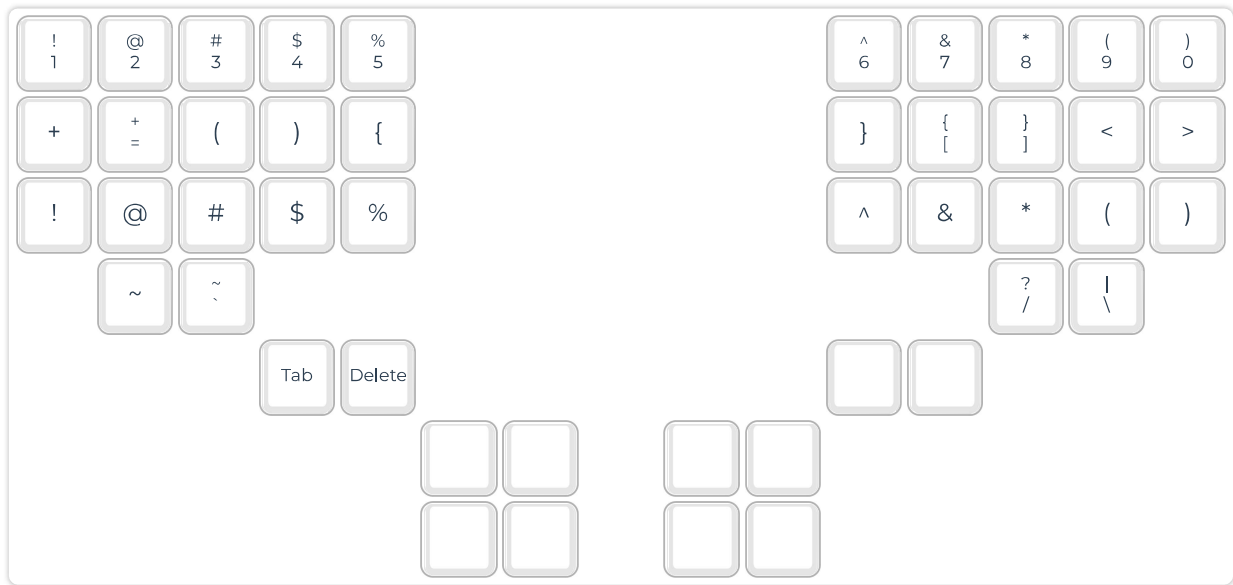 ! @ # $ % ^ & * ( )
1 2 3 4 5 6 7 8 9 0
+ + ( ) { } { } < >
= [ ]
! @ # $ % ^ & * ( )
~ ~ ? |
` / \
Tab Delete